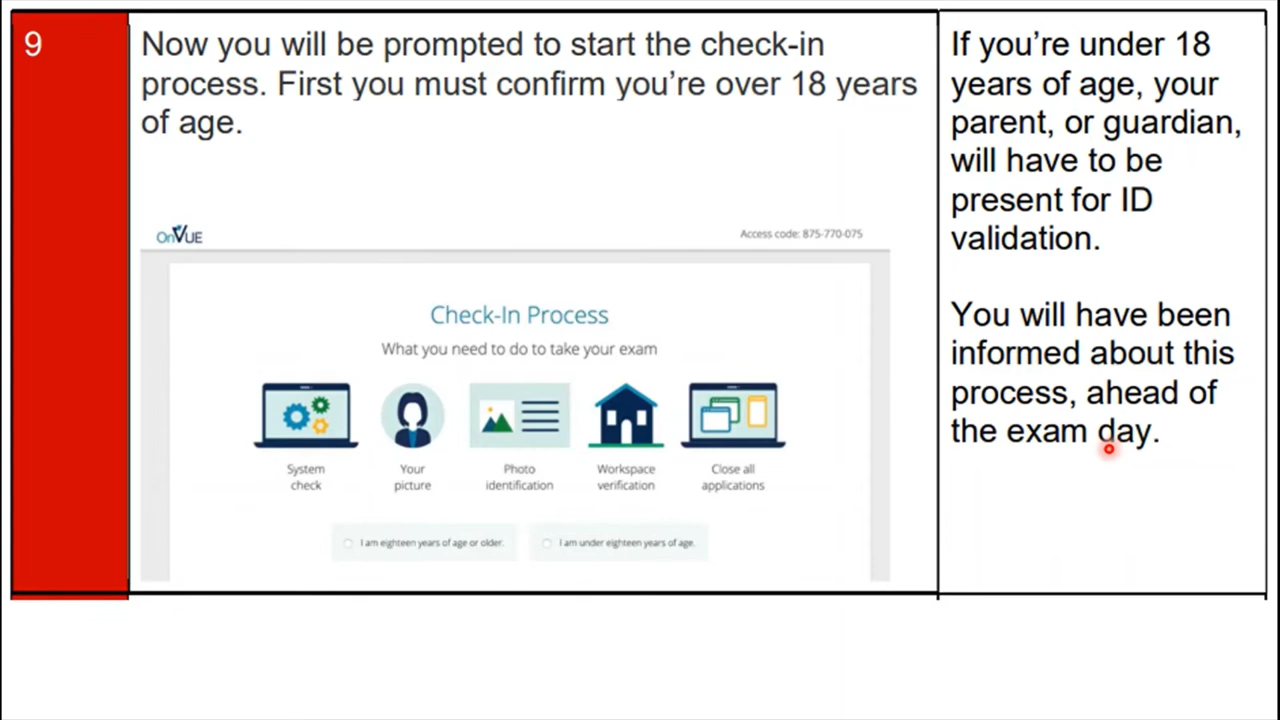 9
Now you will be prompted to start the check-in
process. First you must confirm you’re over 18 years
of age.
OnVUE
Access code: 875-770-075
Check-In Process
What you need to do to take your exam
System
check
Your
picture
Photo
identification
Workspace
verification
Close all
applications
I am eighteen years of age or older.
I am under eighteen years of age.
If you’re under 18
years of age, your
parent, or guardian,
will have to be
present for ID
validation.
You will have been
informed about this
process, ahead of
the exam day.